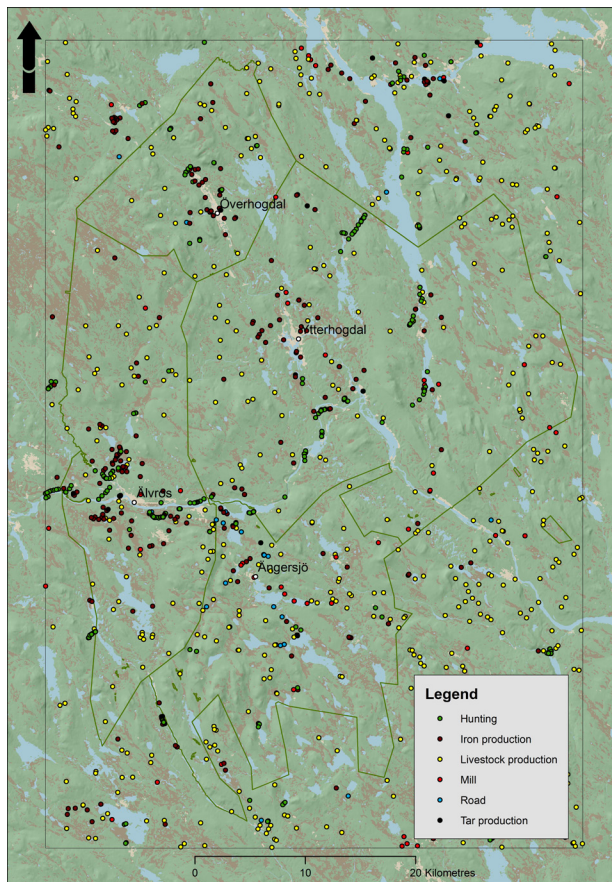 Överhogdal
Ytterhogdal
Älvros
Ängersjö
Legend
Hunting
Iron production
Livestock production
Mill
Road
Tar production
0 10 20 Kilometres